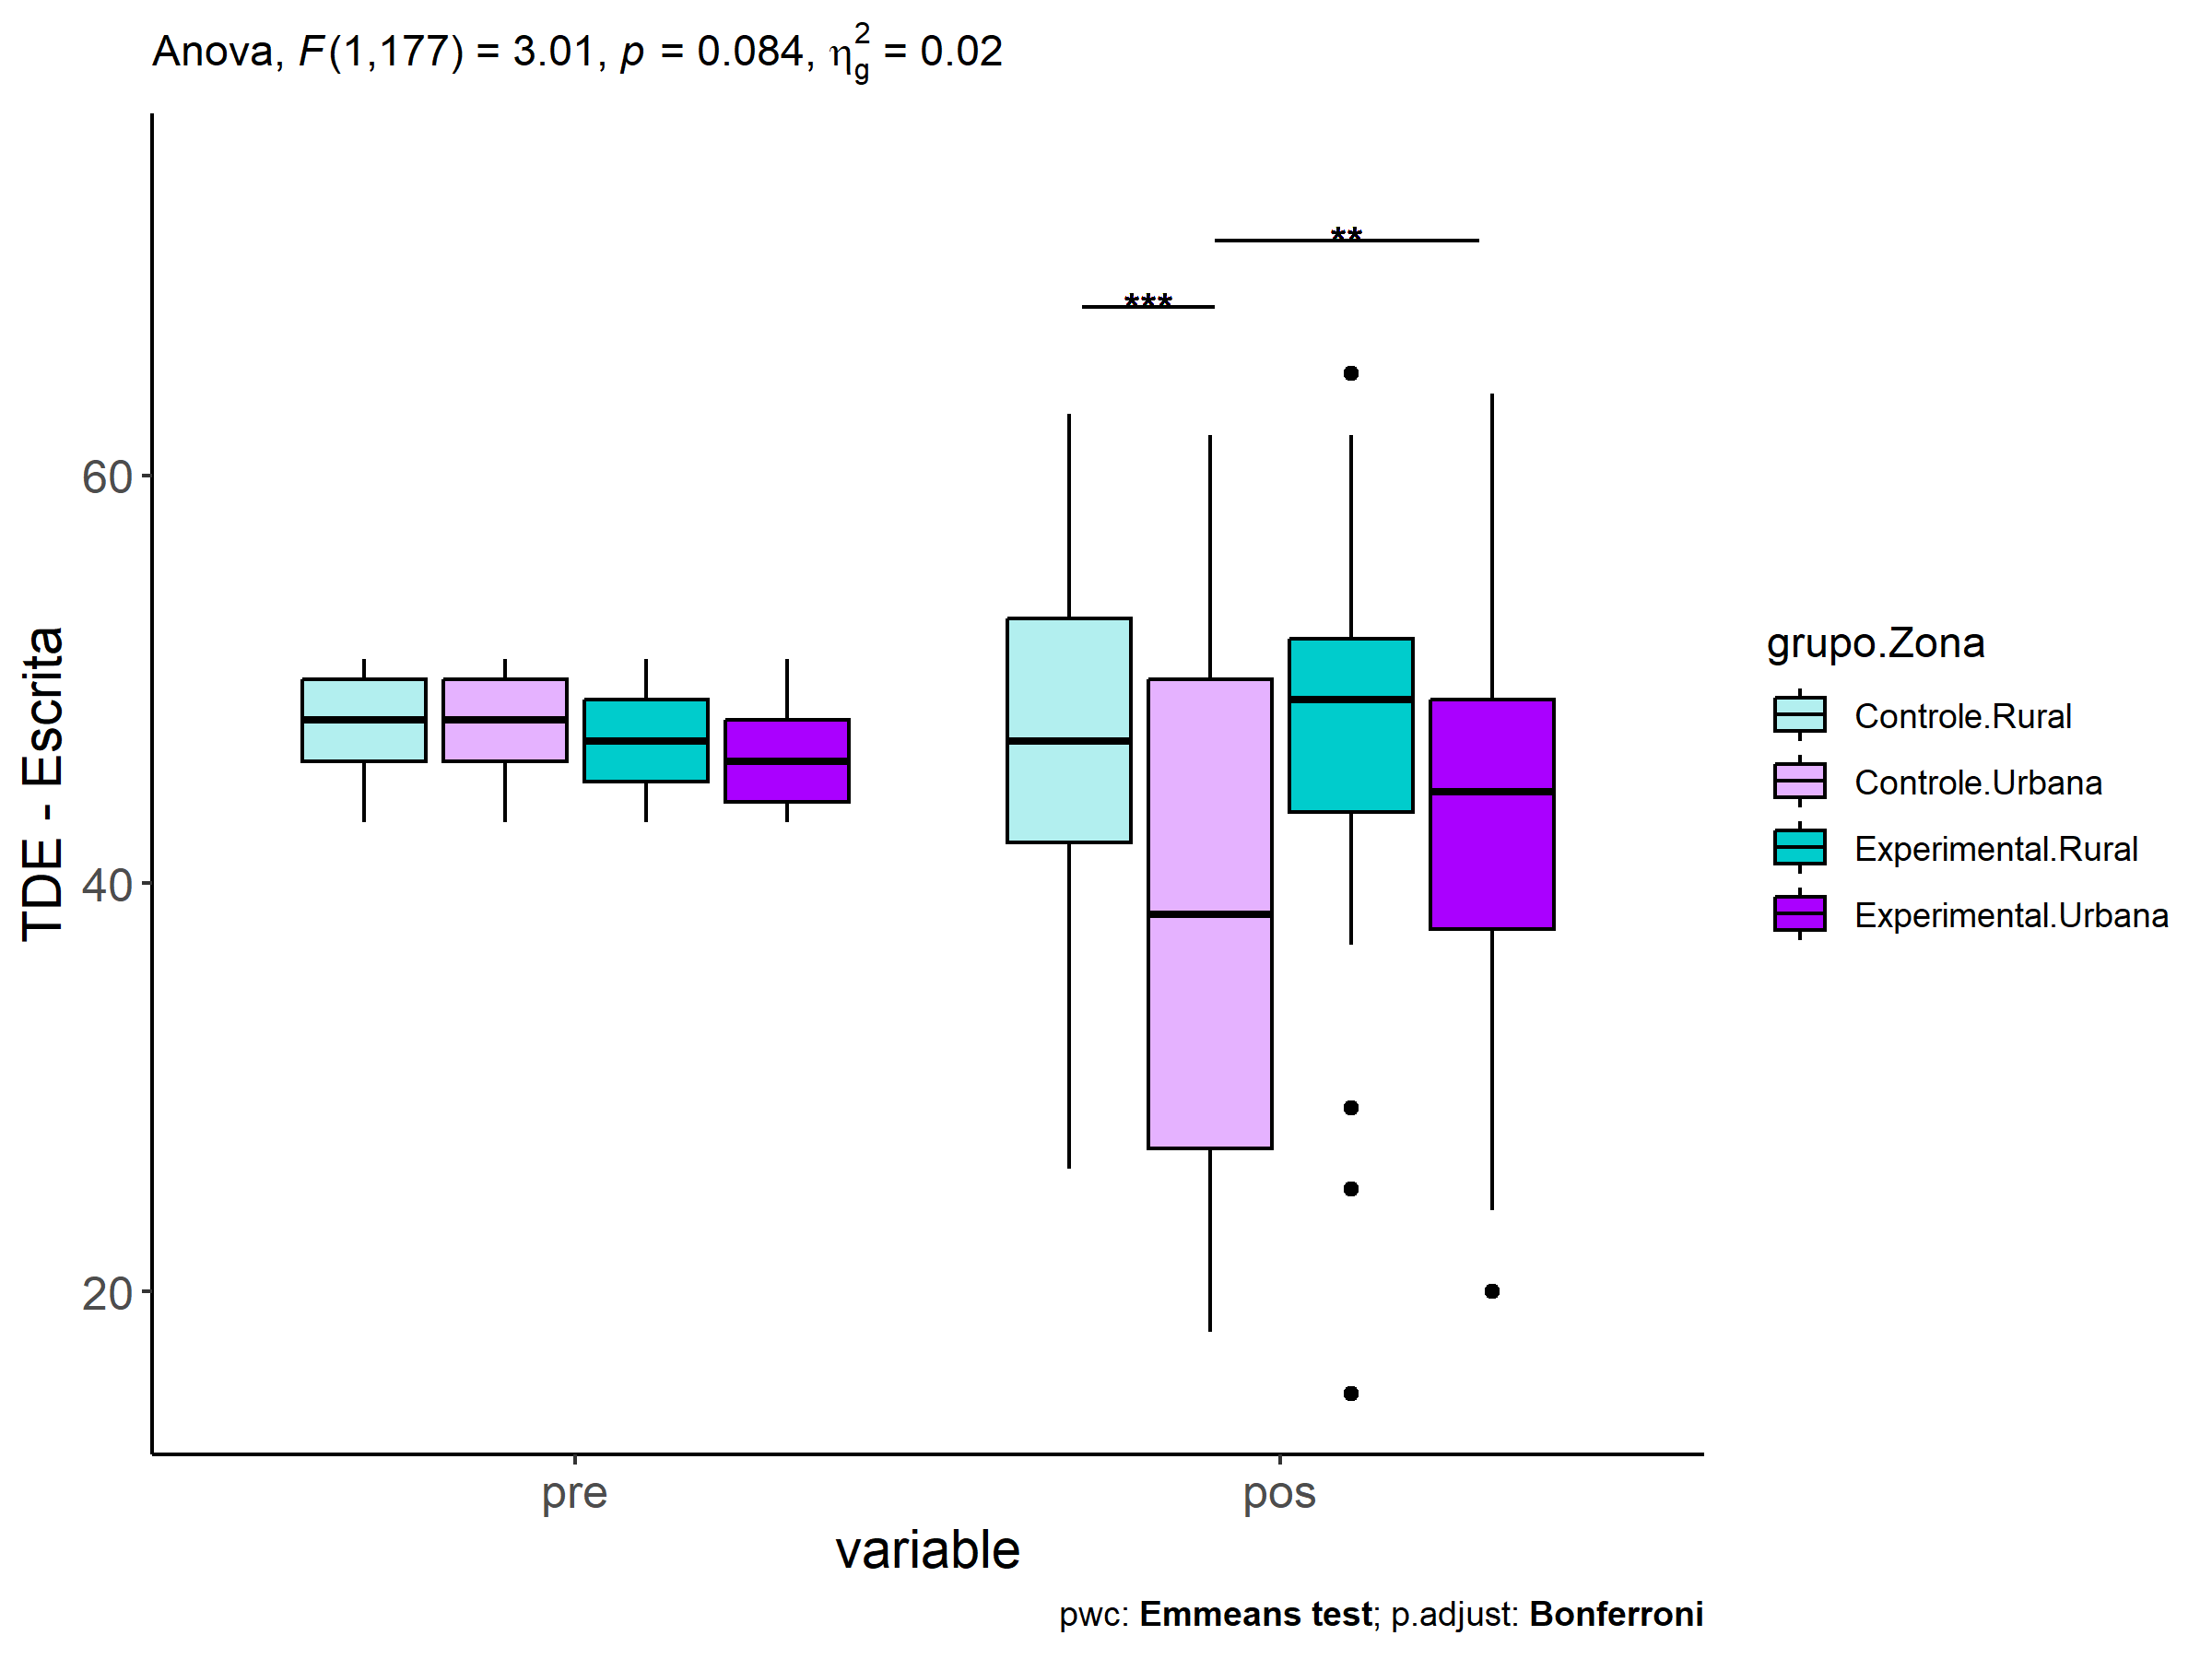 Anova, F(1,177) = 3.01, p = 0.084, η²g = 0.02
**
***
60
40
20
TDE - Escrita
pre
pos
variable
grupo.Zona
Controle.Rural
Controle.Urbana
Experimental.Rural
Experimental.Urbana
pwc: Emmeans test; p.adjust: Bonferroni